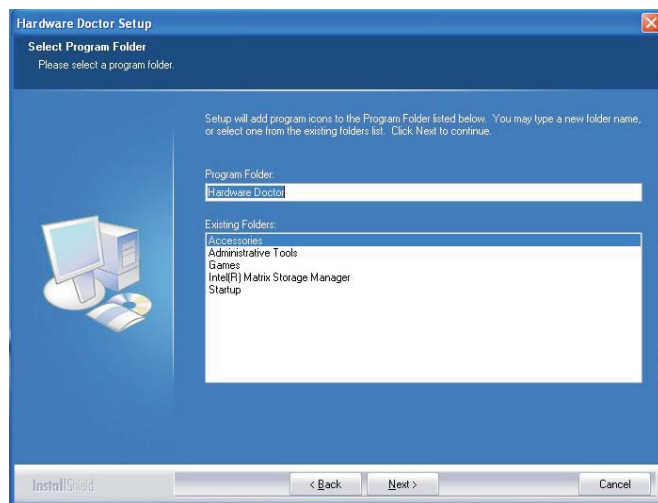 Hardware Doctor Setup
Select Program Folder
Please select a program folder.
Setup will add program icons to the Program Folder listed below. You may type a new folder name,
or select one from the existing folders list. Click Next to continue.
Program Folder:
Hardware Doctor
Existing Folders:
Accessories
Administrative Tools
Games
Intel(R) Matrix Storage Manager
Startup
InstallShield
< Back
Next >
Cancel